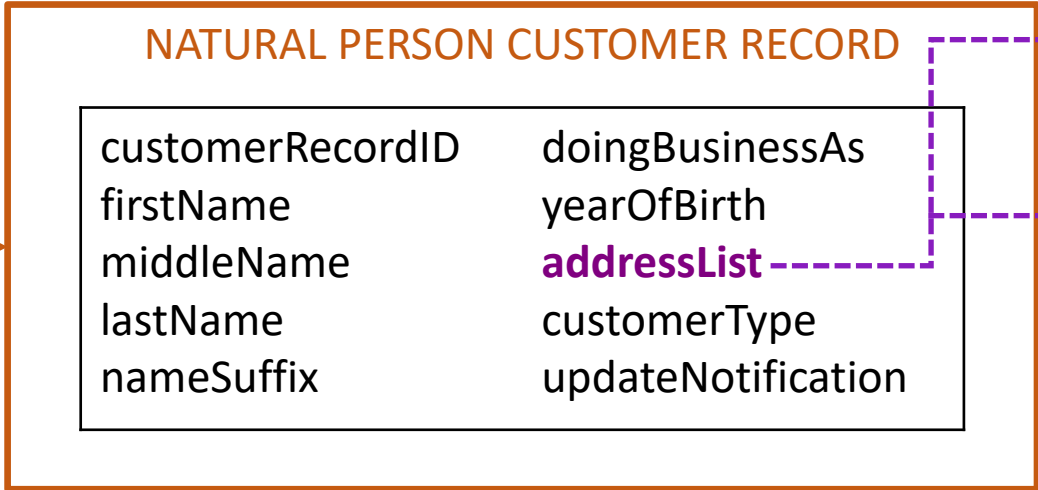 NATURAL PERSON CUSTOMER RECORD
customerRecordID
firstName
middleName
lastName
nameSuffix
doingBusinessAs
yearOfBirth
addressList
customerType
updateNotification